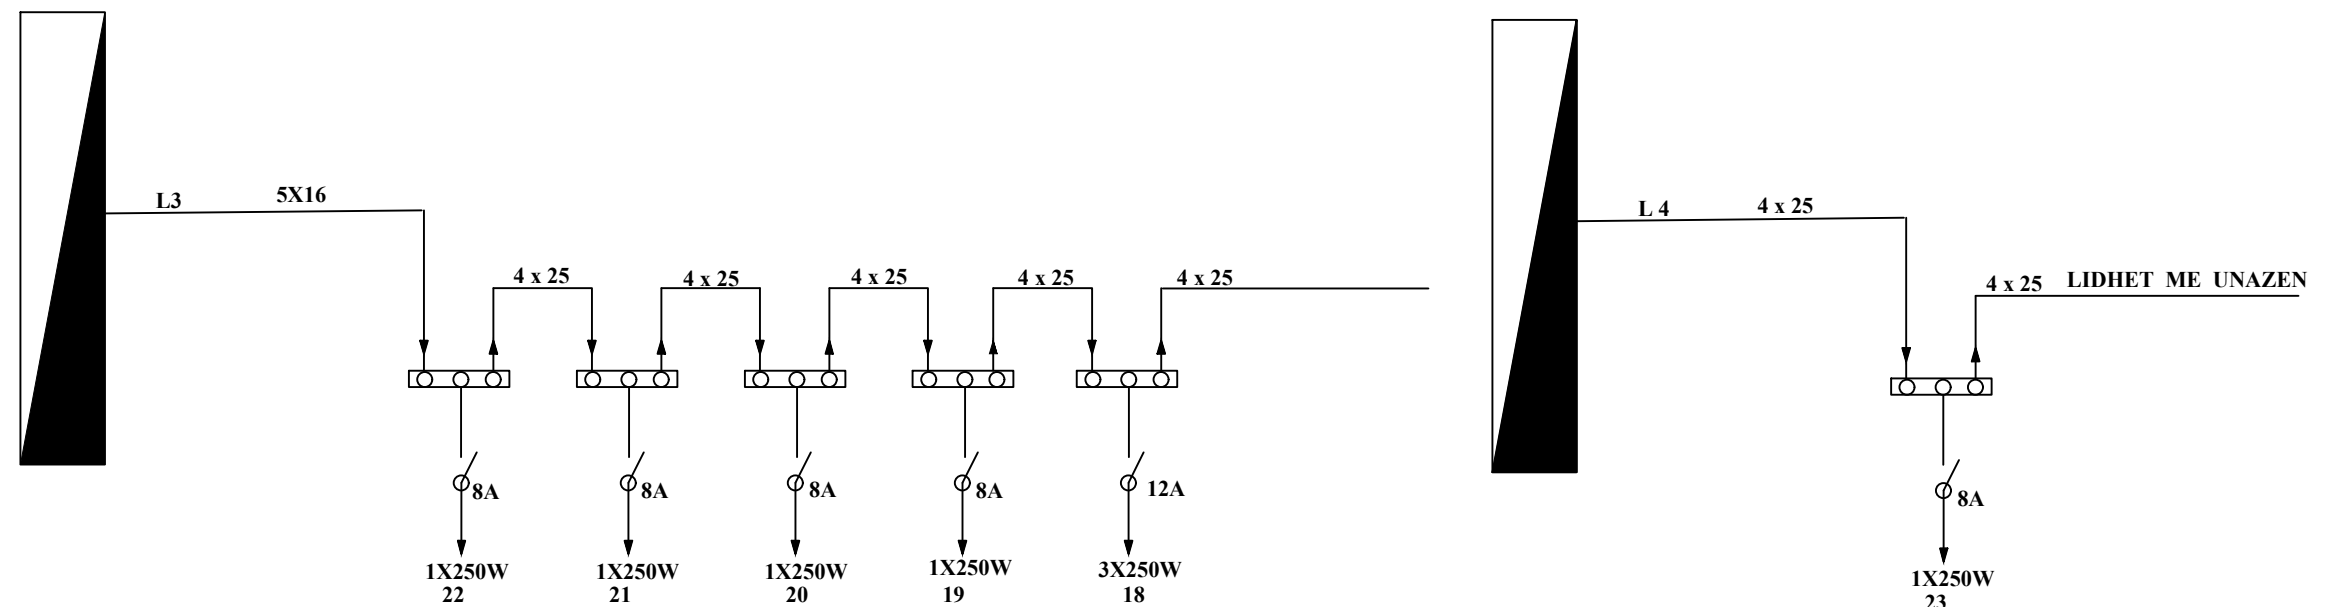 L3 5X16
4 x 25 4 x 25 4 x 25 4 x 25 4 x 25
8A 8A 8A 8A 12A
1X250W 1X250W 1X250W 1X250W 3X250W
22 21 20 19 18
L 4 4 x 25
4 x 25 LIDHET ME UNAZEN
8A
1X250W
23